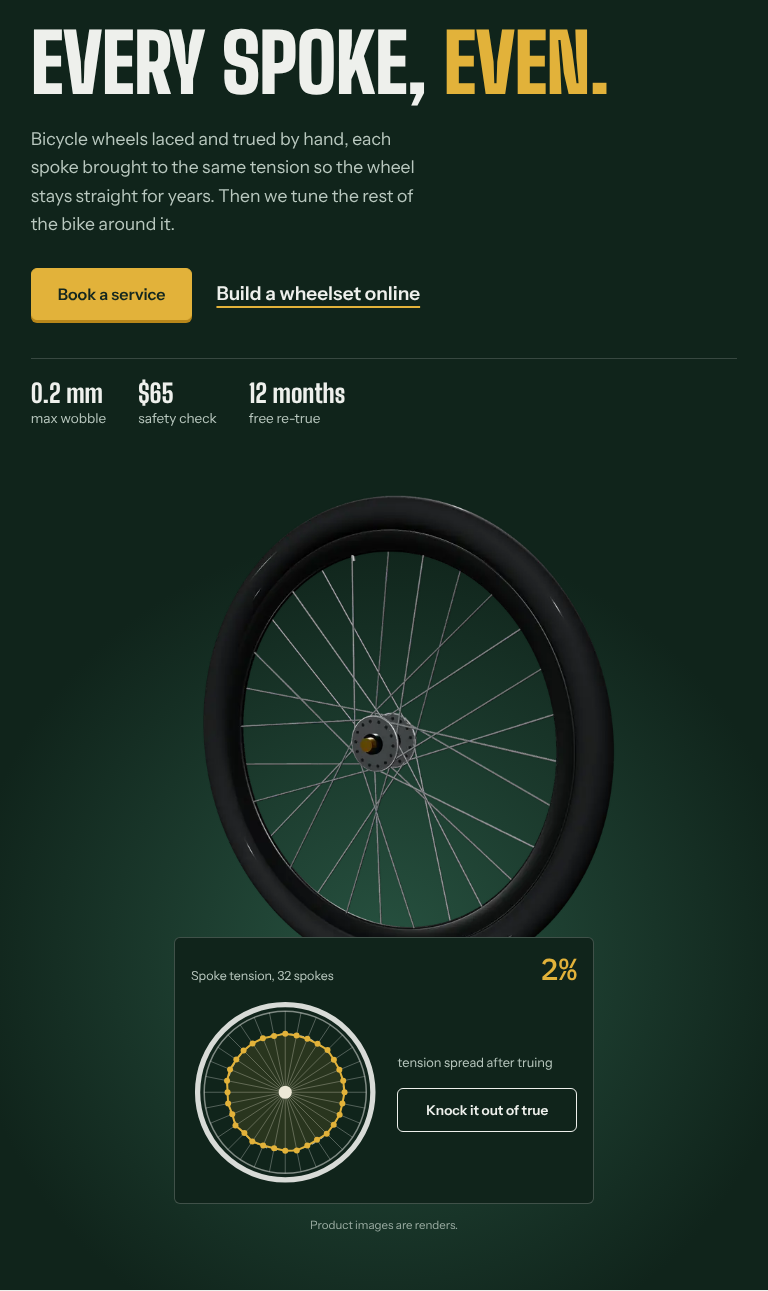 EVERY SPOKE, EVEN.
Bicycle wheels laced and trued by hand, each
spoke brought to the same tension so the wheel
stays straight for years. Then we tune the rest of
the bike around it.
Book a service
Build a wheelset online
0.2 mm
max wobble
$65
safety check
12 months
free re-true
Spoke tension, 32 spokes
2%
tension spread after truing
Knock it out of true
Product images are renders.